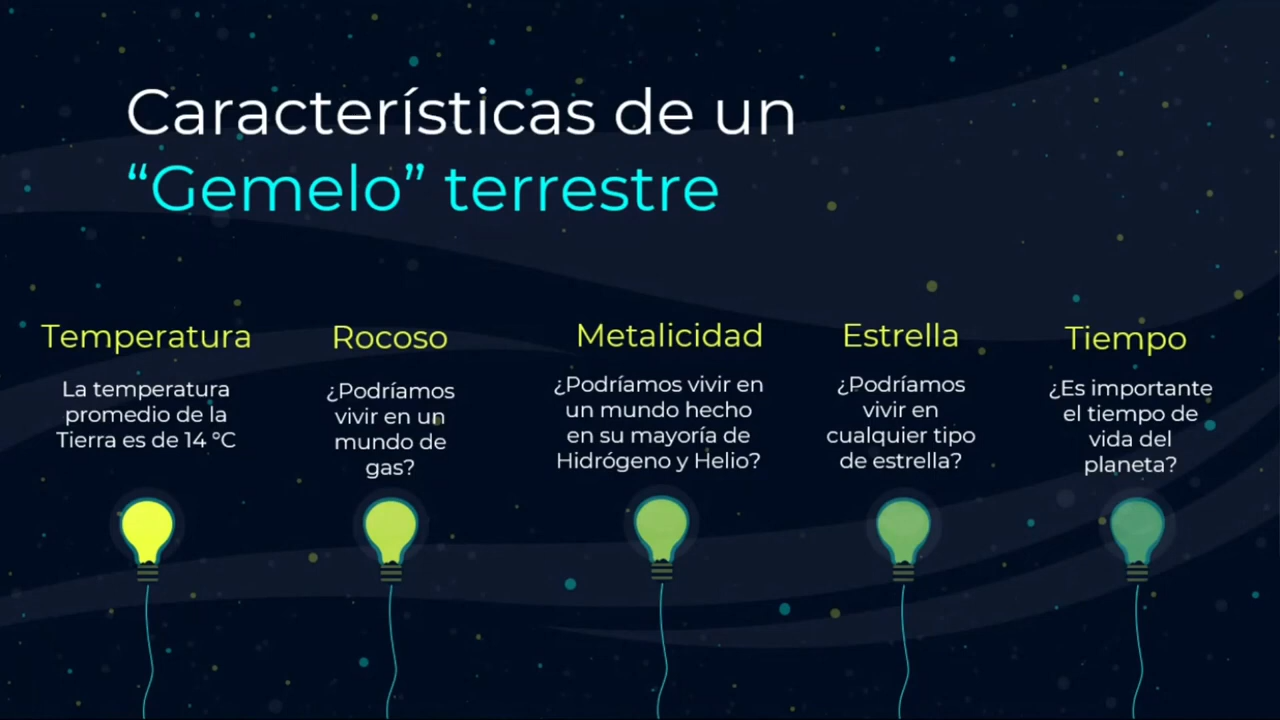 Características de un
“Gemelo” terrestre
Temperatura
La temperatura
promedio de la
Tierra es de 14 °C
Rocoso
¿Podríamos
vivir en un
mundo de
gas?
Metalicidad
¿Podríamos vivir en
un mundo hecho
en su mayoría de
Hidrógeno y Helio?
Estrella
¿Podríamos
vivir en
cualquier tipo
de estrella?
Tiempo
¿Es importante
el tiempo de
vida del
planeta?